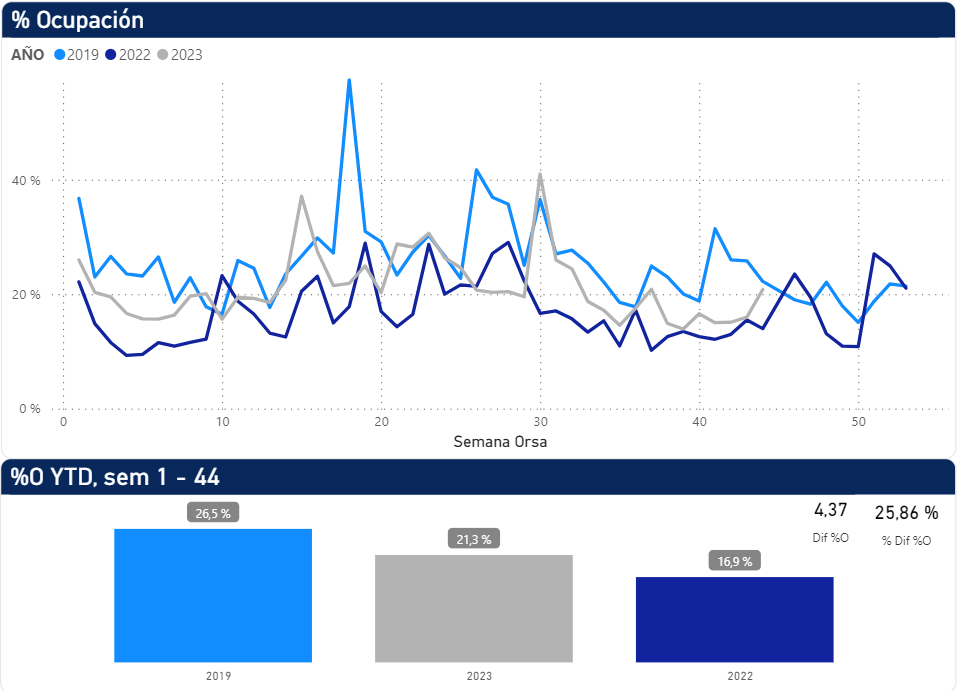 % Ocupación
AÑO 2019 2022 2023
40 %
20 %
0 %
0 10 20 30 40 50
Semana Orsa
%O YTD, sem 1 - 44
26,5 %
21,3 %
16,9 %
4,37
Dif %O
25,86 %
% Dif %O
2019 2023 2022